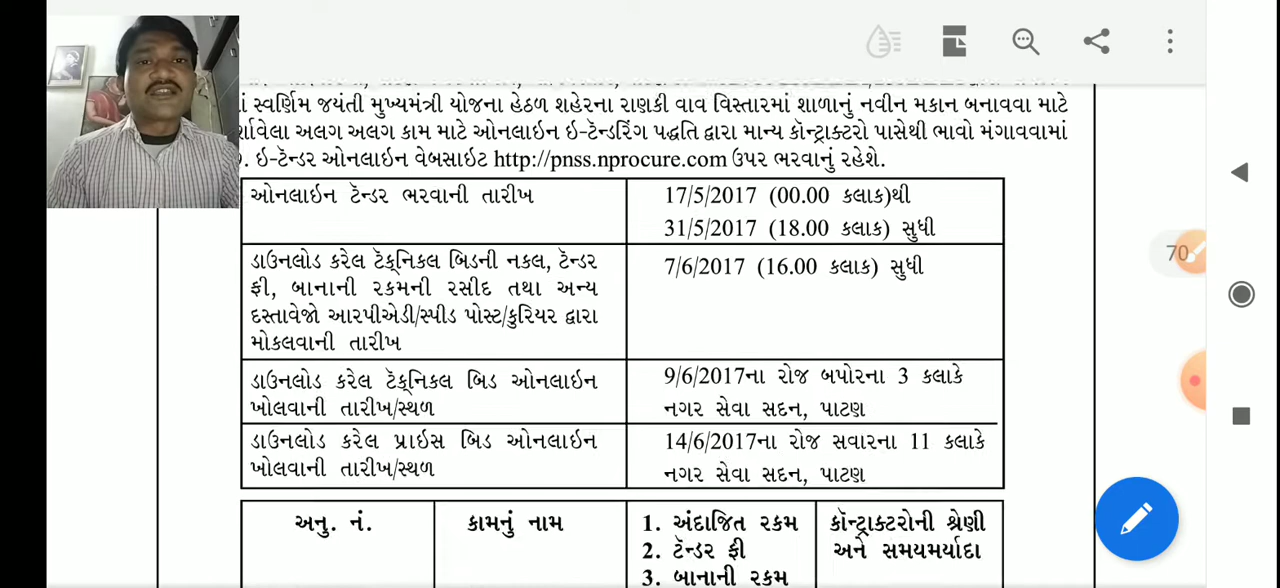 ાં સ્વર્ણિમ જયંતી મુખ્યમંત્રી યોજના હેઠળ શહેરના રાણકી વાવ વિસ્તારમાં શાળાનું નવીન મકાન બનાવવા માટે
ર્શાવેલા અલગ અલગ કામ માટે ઓનલાઇન ઇ-ટૅન્ડરિંગ પદ્ધતિ દ્વારા માન્ય કૉન્ટ્રાક્ટરો પાસેથી ભાવો મંગાવવામાં
. ઇ-ટૅન્ડર ઓનલાઇન વેબસાઇટ http://pnss.nprocure.com ઉપર ભરવાનું રહેશે.
ઓનલાઇન ટૅન્ડર ભરવાની તારીખ
17/5/2017 (00.00 કલાક)થી
31/5/2017 (18.00 કલાક) સુધી
ડાઉનલોડ કરેલ ટૅક્નિકલ બિડની નકલ, ટૅન્ડર
ફી, બાનાની રકમની રસીદ તથા અન્ય
દસ્તાવેજો આરપીએડી/સ્પીડ પોસ્ટ/કુરિયર દ્વારા
મોકલવાની તારીખ
7/6/2017 (16.00 કલાક) સુધી
ડાઉનલોડ કરેલ ટૅક્નિકલ બિડ ઓનલાઇન
ખોલવાની તારીખ/સ્થળ
9/6/2017ના રોજ બપોરના 3 કલાકે
નગર સેવા સદન, પાટણ
ડાઉનલોડ કરેલ પ્રાઇસ બિડ ઓનલાઇન
ખોલવાની તારીખ/સ્થળ
14/6/2017ના રોજ સવારના 11 કલાકે
નગર સેવા સદન, પાટણ
અનુ. નં.
કામનું નામ
1. અંદાજિત રકમ
2. ટૅન્ડર ફી
3. બાનાની રકમ
કૉન્ટ્રાક્ટરોની શ્રેણી
અને સમયમર્યાદા
70